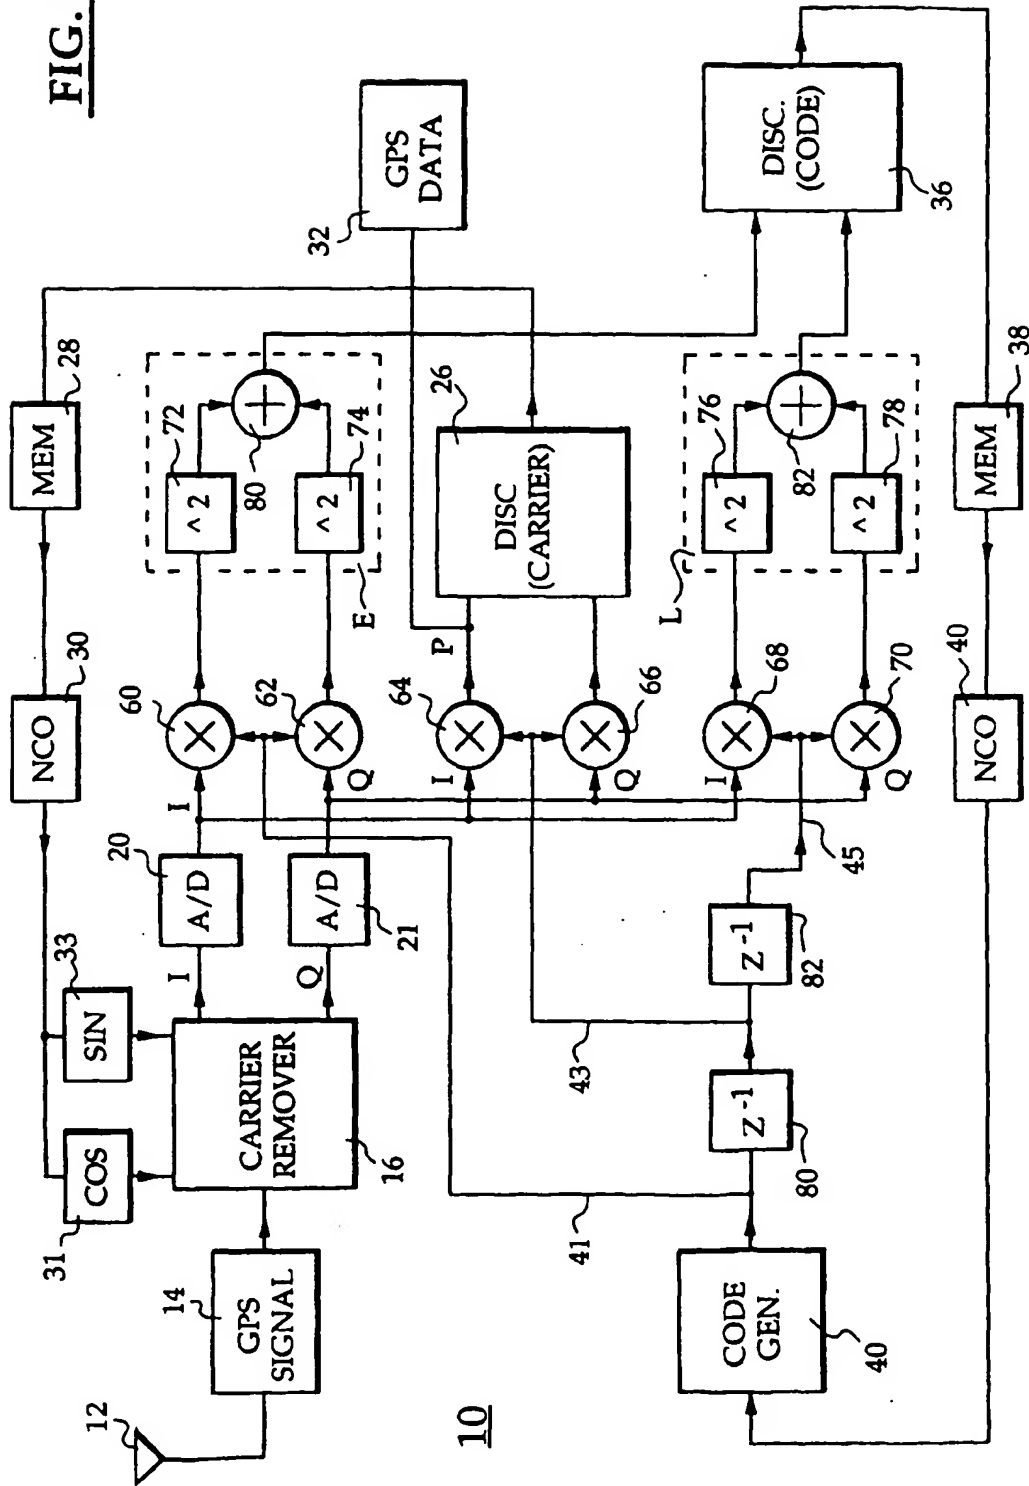 FIG.
10
12
14
GPS
SIGNAL
16
CARRIER
REMOVER
31
COS
33
SIN
NCO
30
MEM
28
I
Q
20
A/D
21
A/D
I
Q
60
62
72
^ 2
74
^ 2
80
E
GPS
DATA
32
I
Q
64
66
P
26
DISC
(CARRIER)
I
Q
68
70
76
^ 2
78
^ 2
82
L
DISC.
(CODE)
36
MEM
38
NCO
40
CODE
GEN.
40
41
Z-1
80
43
Z-1
82
45